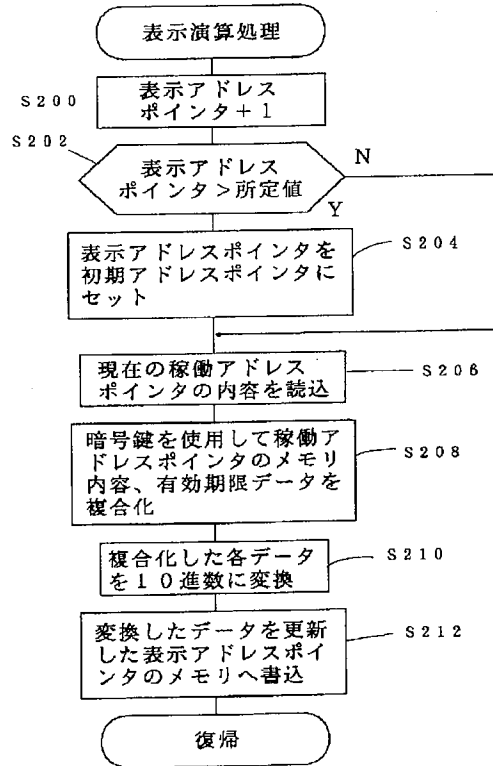 表示演算処理
S200
表示アドレス
ポインタ+1
S202
表示アドレス
ポインタ>所定値
N
Y
表示アドレスポインタを
初期アドレスポインタに
セット
S204
現在の稼働アドレス
ポインタの内容を読込
S206
暗号鍵を使用して稼働ア
ドレスポインタのメモリ
内容、有効期限データを
複合化
S208
複合化した各データ
を10進数に変換
S210
変換したデータを更新
した表示アドレスポイ
ンタのメモリへ書込
S212
復帰